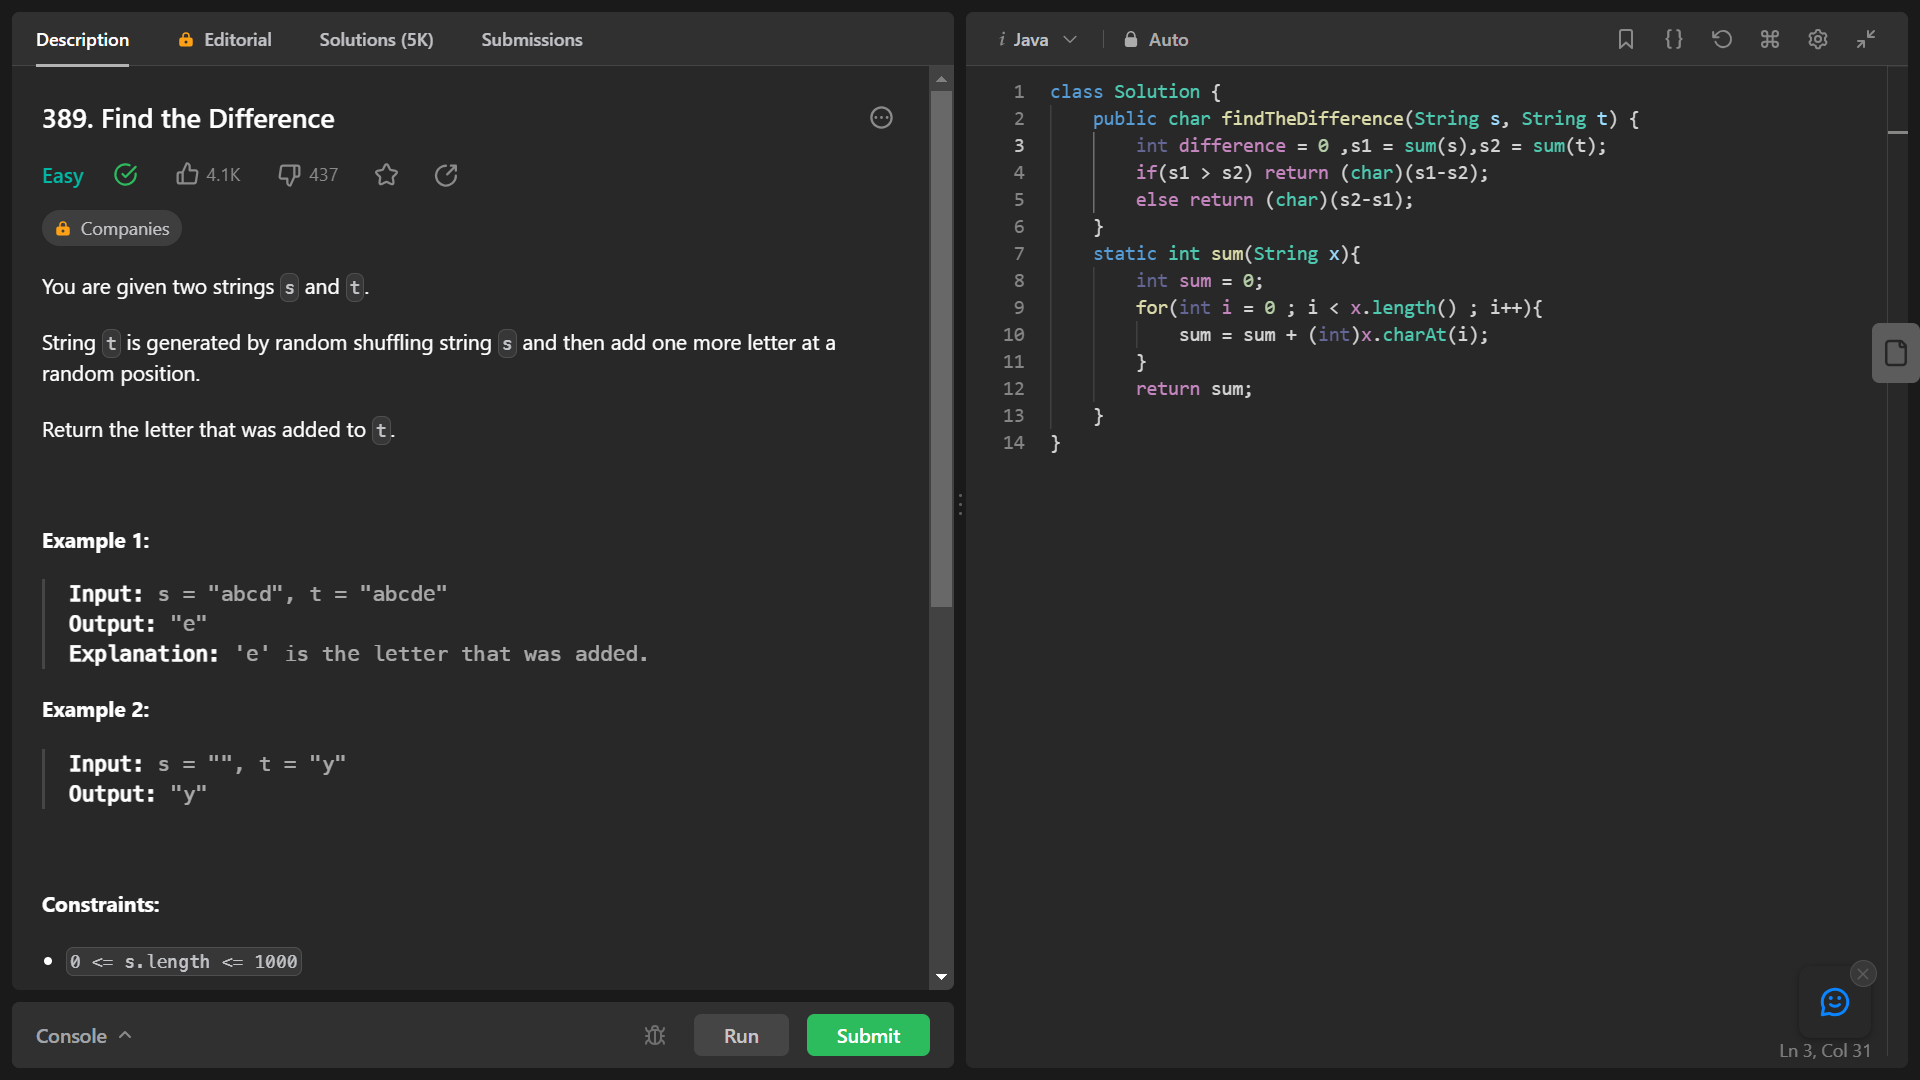 Description Editorial Solutions (5K) Submissions
389. Find the Difference
Easy 4.1K 437
Companies
You are given two strings s and t.
String t is generated by random shuffling string s and then add one more letter at a
random position.
Return the letter that was added to t.
Example 1:
Input: s = "abcd", t = "abcde"
Output: "e"
Explanation: 'e' is the letter that was added.
Example 2:
Input: s = "", t = "y"
Output: "y"
Constraints:
• 0 <= s.length <= 1000
Console Run Submit
i Java Auto {}
1 class Solution {
2 public char findTheDifference(String s, String t) {
3 int difference = 0 ,s1 = sum(s),s2 = sum(t);
4 if(s1 > s2) return (char)(s1-s2);
5 else return (char)(s2-s1);
6 }
7 static int sum(String x){
8 int sum = 0;
9 for(int i = 0 ; i < x.length() ; i++){
10 sum = sum + (int)x.charAt(i);
11 }
12 return sum;
13 }
14 }
Ln 3, Col 31